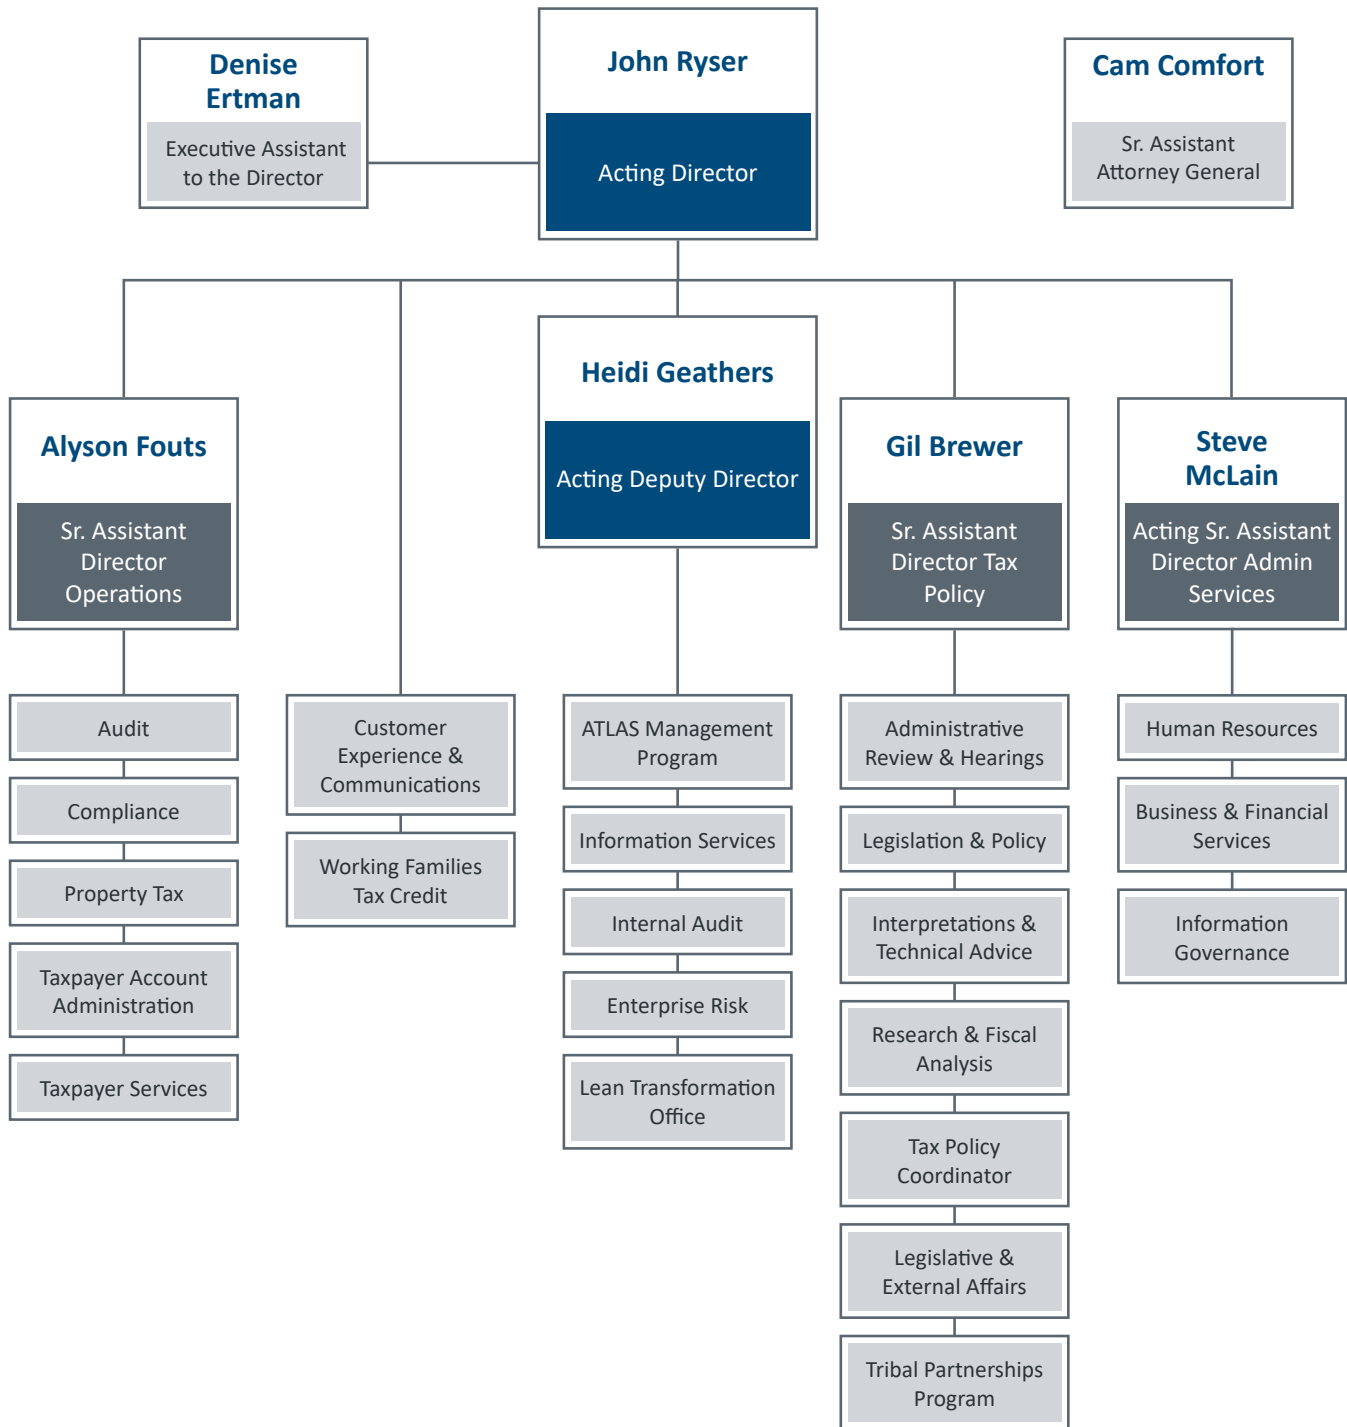 Denise
Ertman
Executive Assistant
to the Director
John Ryser
Acting Director
Cam Comfort
Sr. Assistant
Attorney General
Heidi Geathers
Acting Deputy Director
Alyson Fouts
Sr. Assistant
Director
Operations
Gil Brewer
Sr. Assistant
Director Tax
Policy
Steve
McLain
Acting Sr. Assistant
Director Admin
Services
Audit
Compliance
Property Tax
Taxpayer Account
Administration
Taxpayer Services
Customer
Experience &
Communications
Working Families
Tax Credit
ATLAS Management
Program
Information Services
Internal Audit
Enterprise Risk
Lean Transformation
Office
Administrative
Review & Hearings
Legislation & Policy
Interpretations &
Technical Advice
Research & Fiscal
Analysis
Tax Policy
Coordinator
Legislative &
External Affairs
Tribal Partnerships
Program
Human Resources
Business & Financial
Services
Information
Governance